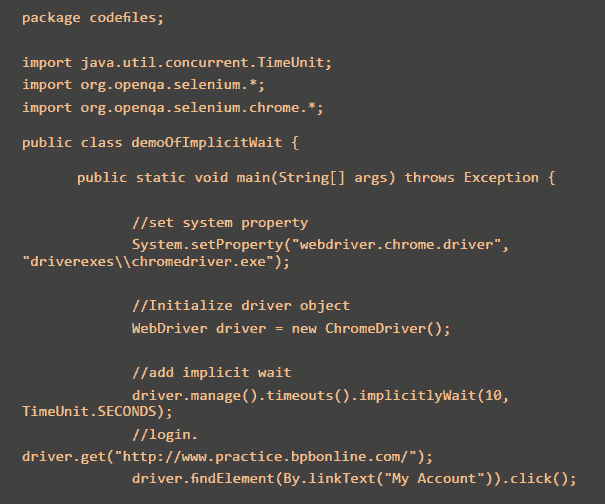 package codefiles;
import java.util.concurrent.TimeUnit;
import org.openqa.selenium.*;
import org.openqa.selenium.chrome.*;
public class demoOfImplicitWait {
public static void main(String[] args) throws Exception {
//set system property
System.setProperty("webdriver.chrome.driver",
"driverexes\\chromedriver.exe");
//Initialize driver object
WebDriver driver = new ChromeDriver();
//add implicit wait
driver.manage().timeouts().implicitlyWait(10,
TimeUnit.SECONDS);
//login.
driver.get("http://www.practice.bpbonline.com/");
driver.findElement(By.linkText("My Account")).click();